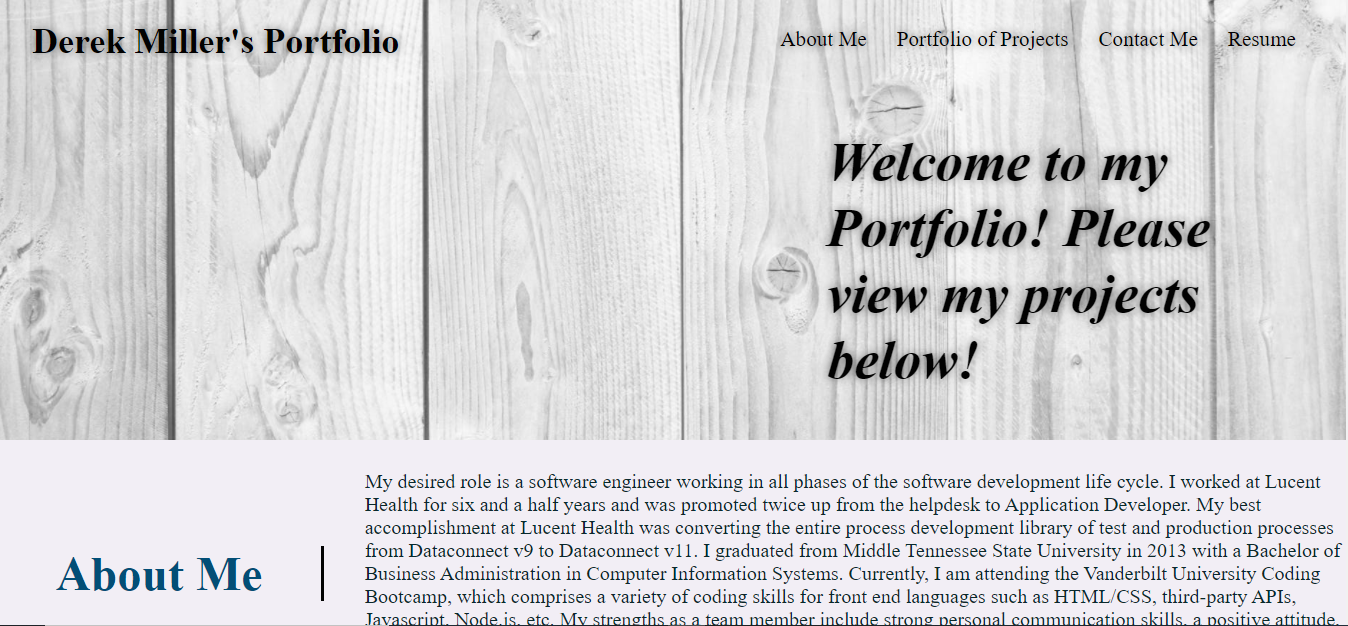 Derek Miller's Portfolio
About Me Portfolio of Projects Contact Me Resume
Welcome to my
Portfolio! Please
view my projects
below!
About Me
My desired role is a software engineer working in all phases of the software development life cycle. I worked at Lucent
Health for six and a half years and was promoted twice up from the helpdesk to Application Developer. My best
accomplishment at Lucent Health was converting the entire process development library of test and production processes
from Dataconnect v9 to Dataconnect v11. I graduated from Middle Tennessee State University in 2013 with a Bachelor of
Business Administration in Computer Information Systems. Currently, I am attending the Vanderbilt University Coding
Bootcamp, which comprises a variety of coding skills for front end languages such as HTML/CSS, third-party APIs,
Javascript, Node.js, etc. My strengths as a team member include strong personal communication skills, a positive attitude,